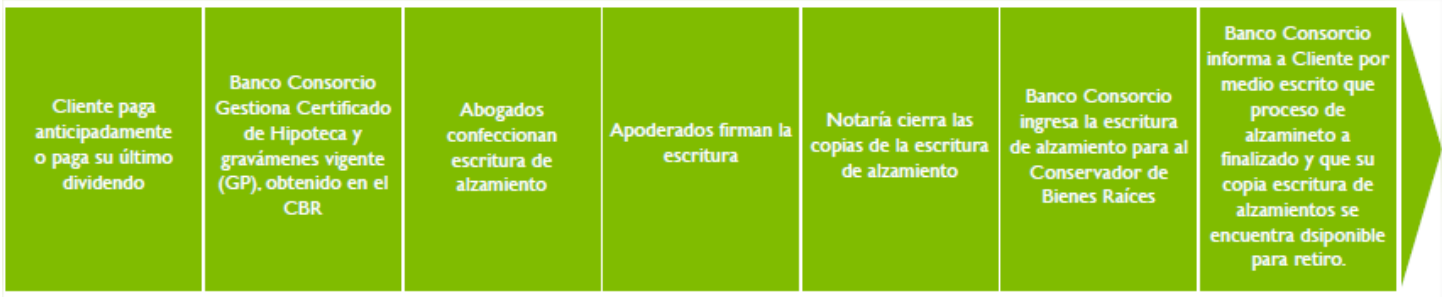 Cliente paga
anticipadamente
o paga su último
dividendo
Banco Consorcio
Gestiona Certificado
de Hipoteca y
gravámenes vigente
(GP), obtenido en el
CBR
Abogados
confeccionan
escritura de
alzamiento
Apoderados firman la
escritura
Notaría cierra las
copias de la escritura
de alzamiento
Banco Consorcio
ingresa la escritura
de alzamiento para al
Conservador de
Bienes Raíces
Banco Consorcio
informa a Cliente por
medio escrito que
proceso de
alzamineto a
finalizado y que su
copia escritura de
alzamientos se
encuentra dsiponible
para retiro.